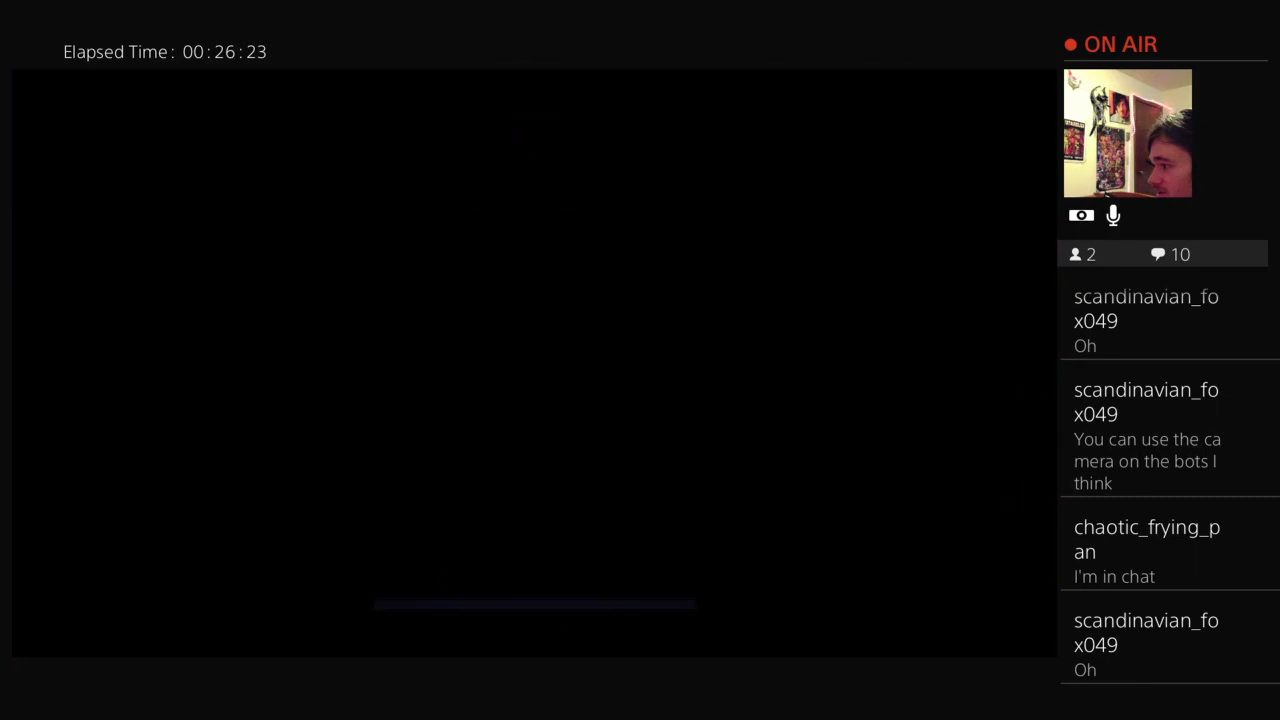 Elapsed Time: 00:26:23
ON AIR
2 10
scandinavian_fo
x049
Oh
scandinavian_fo
x049
You can use the ca
mera on the bots I
think
chaotic_frying_p
an
I'm in chat
scandinavian_fo
x049
Oh